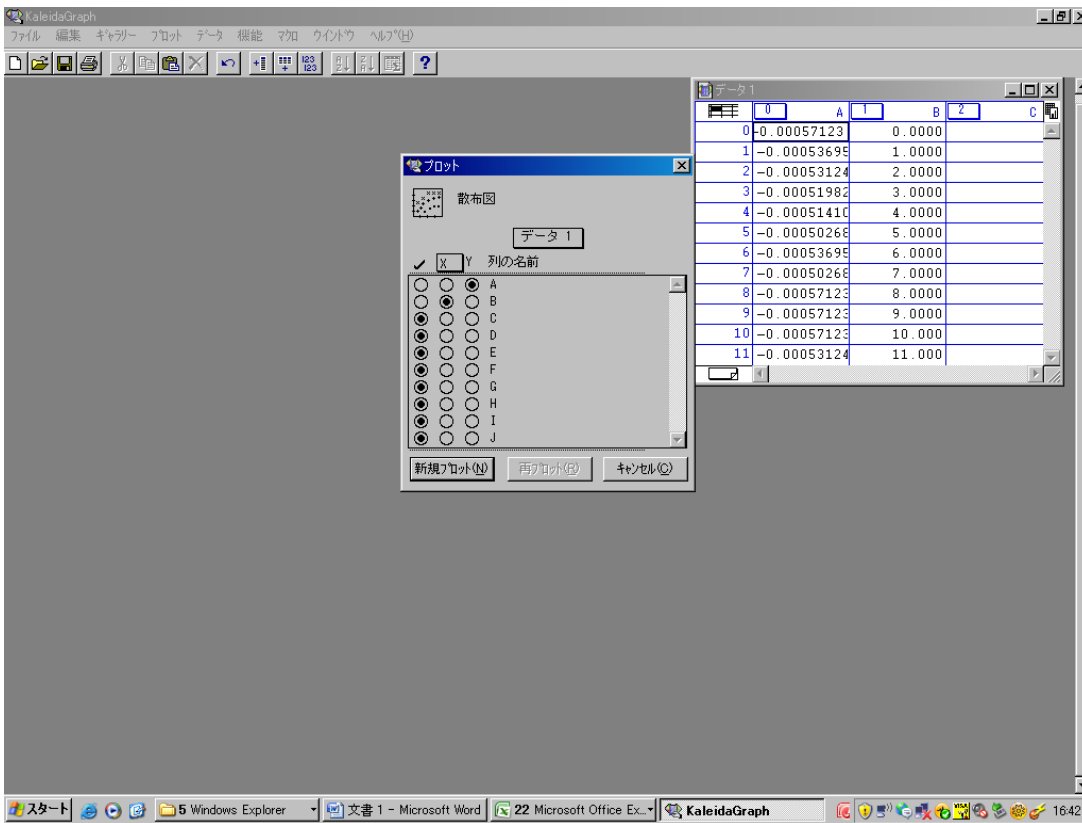 KaleidaGraph
ファイル 編集 ギャラリー プロット データ 機能 マクロ ウインドウ ヘルプ(H)
データ1
0 A 1 B 2 C
0 -0.00057123 0.0000
1 -0.00053695 1.0000
2 -0.00053124 2.0000
3 -0.00051982 3.0000
4 -0.00051410 4.0000
5 -0.00050268 5.0000
6 -0.00053695 6.0000
7 -0.00050268 7.0000
8 -0.00057123 8.0000
9 -0.00057123 9.0000
10 -0.00057123 10.000
11 -0.00053124 11.000
プロット
散布図
データ 1
X Y 列の名前
A
B
C
D
E
F
G
H
I
J
新規プロット(N) 再プロット(R) キャンセル(C)
スタート 5 Windows Explorer 文書 1 - Microsoft Word 22 Microsoft Office Ex... KaleidaGraph 16:42